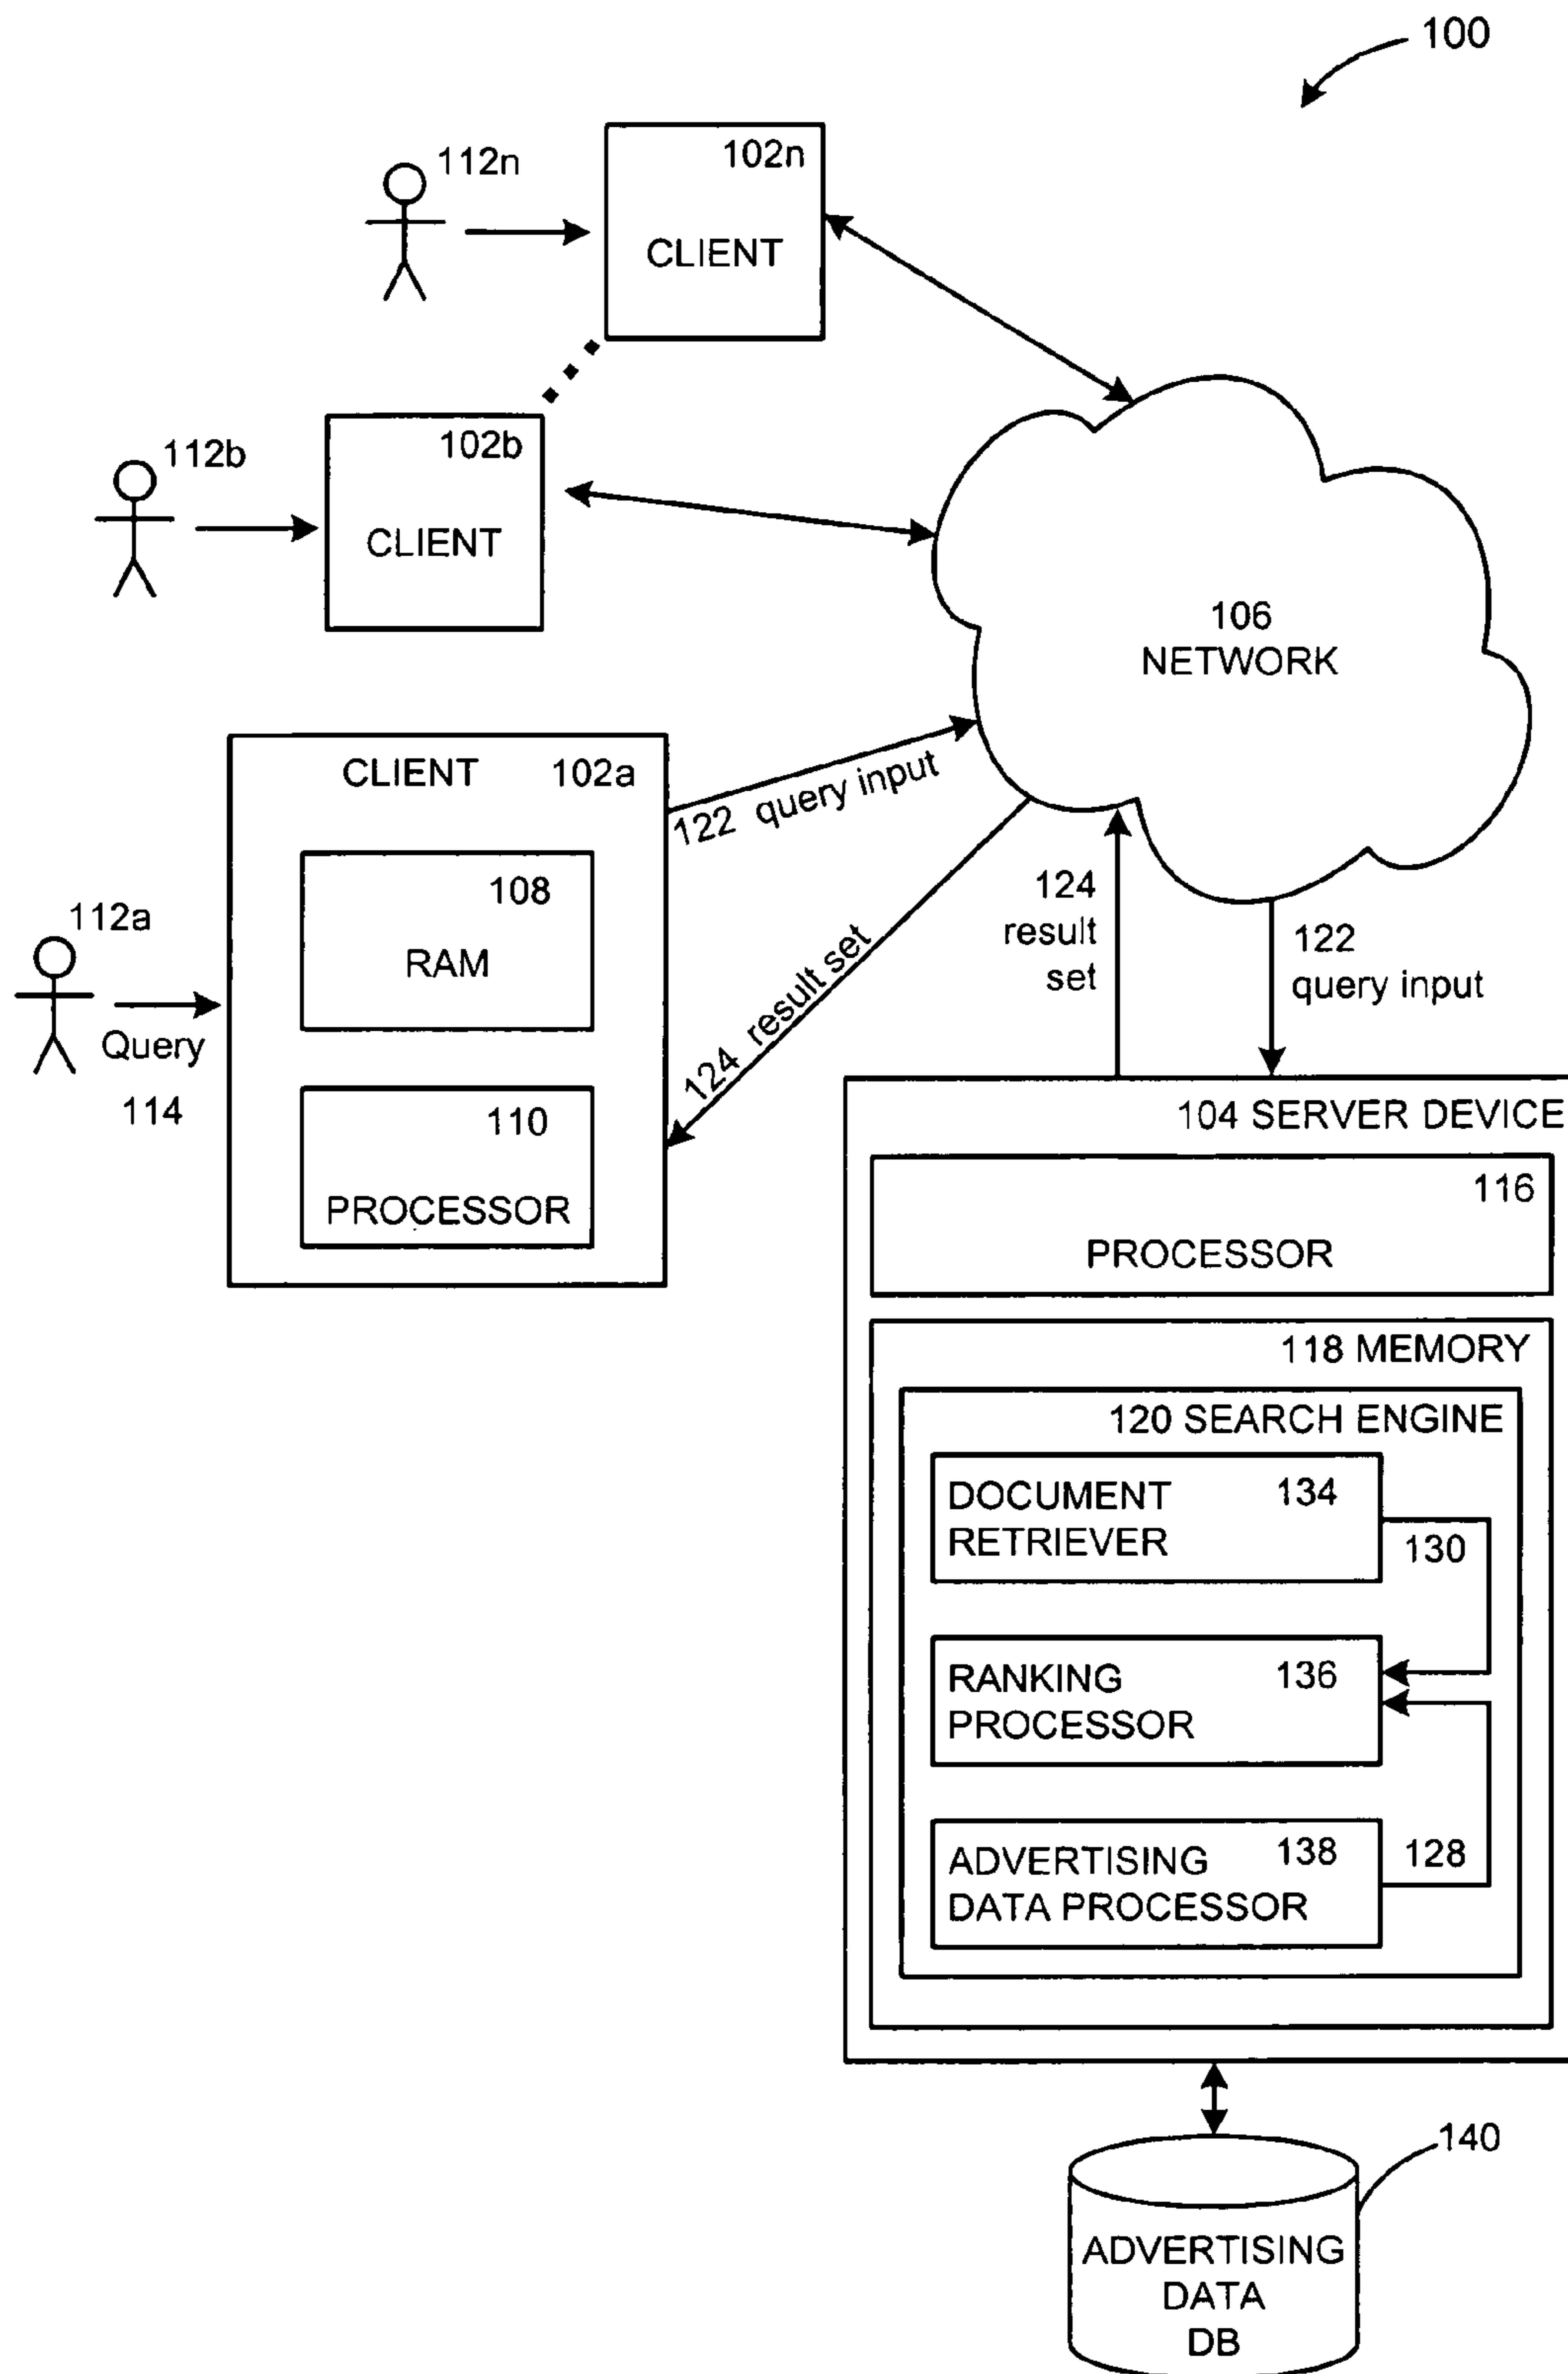 100
112n
102n
CLIENT
112b
102b
CLIENT
106
NETWORK
CLIENT 102a
108
RAM
110
PROCESSOR
112a
Query
114
122 query input
124 result set
124
result
set
122
query input
104 SERVER DEVICE
116
PROCESSOR
118 MEMORY
120 SEARCH ENGINE
DOCUMENT 134
RETRIEVER
130
RANKING 136
PROCESSOR
ADVERTISING 138
DATA PROCESSOR
128
140
ADVERTISING
DATA
DB